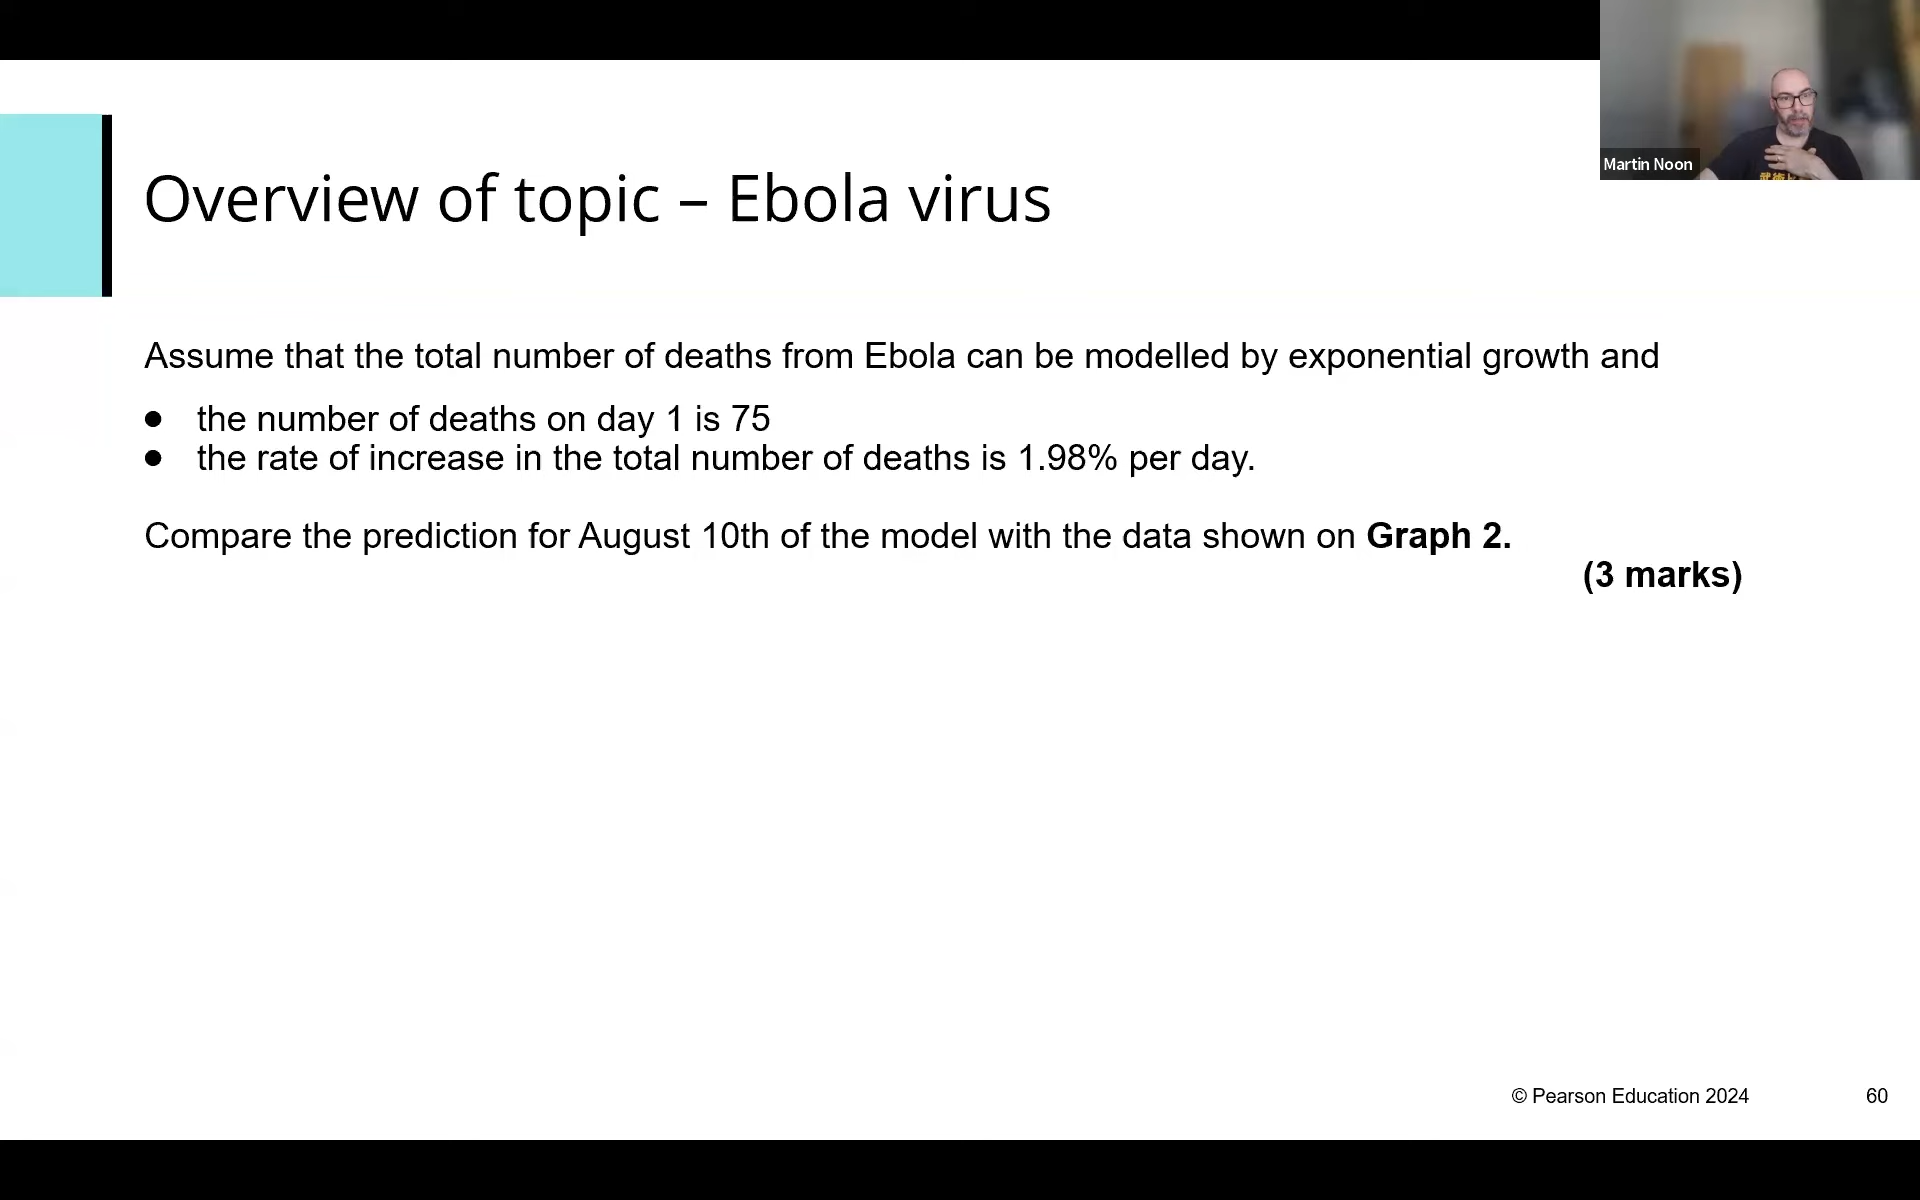 Martin Noon
Overview of topic – Ebola virus
Assume that the total number of deaths from Ebola can be modelled by exponential growth and
● the number of deaths on day 1 is 75
● the rate of increase in the total number of deaths is 1.98% per day.
Compare the prediction for August 10th of the model with the data shown on Graph 2.
(3 marks)
© Pearson Education 2024
60